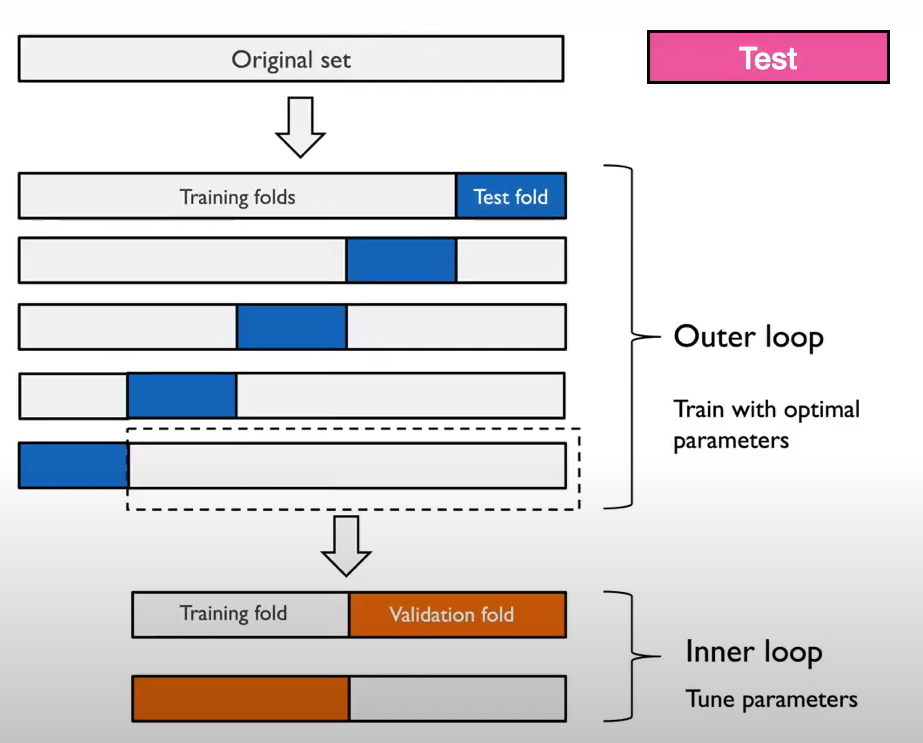 Original set
Test
Training folds
Test fold
Outer loop
Train with optimal
parameters
Training fold
Validation fold
Inner loop
Tune parameters